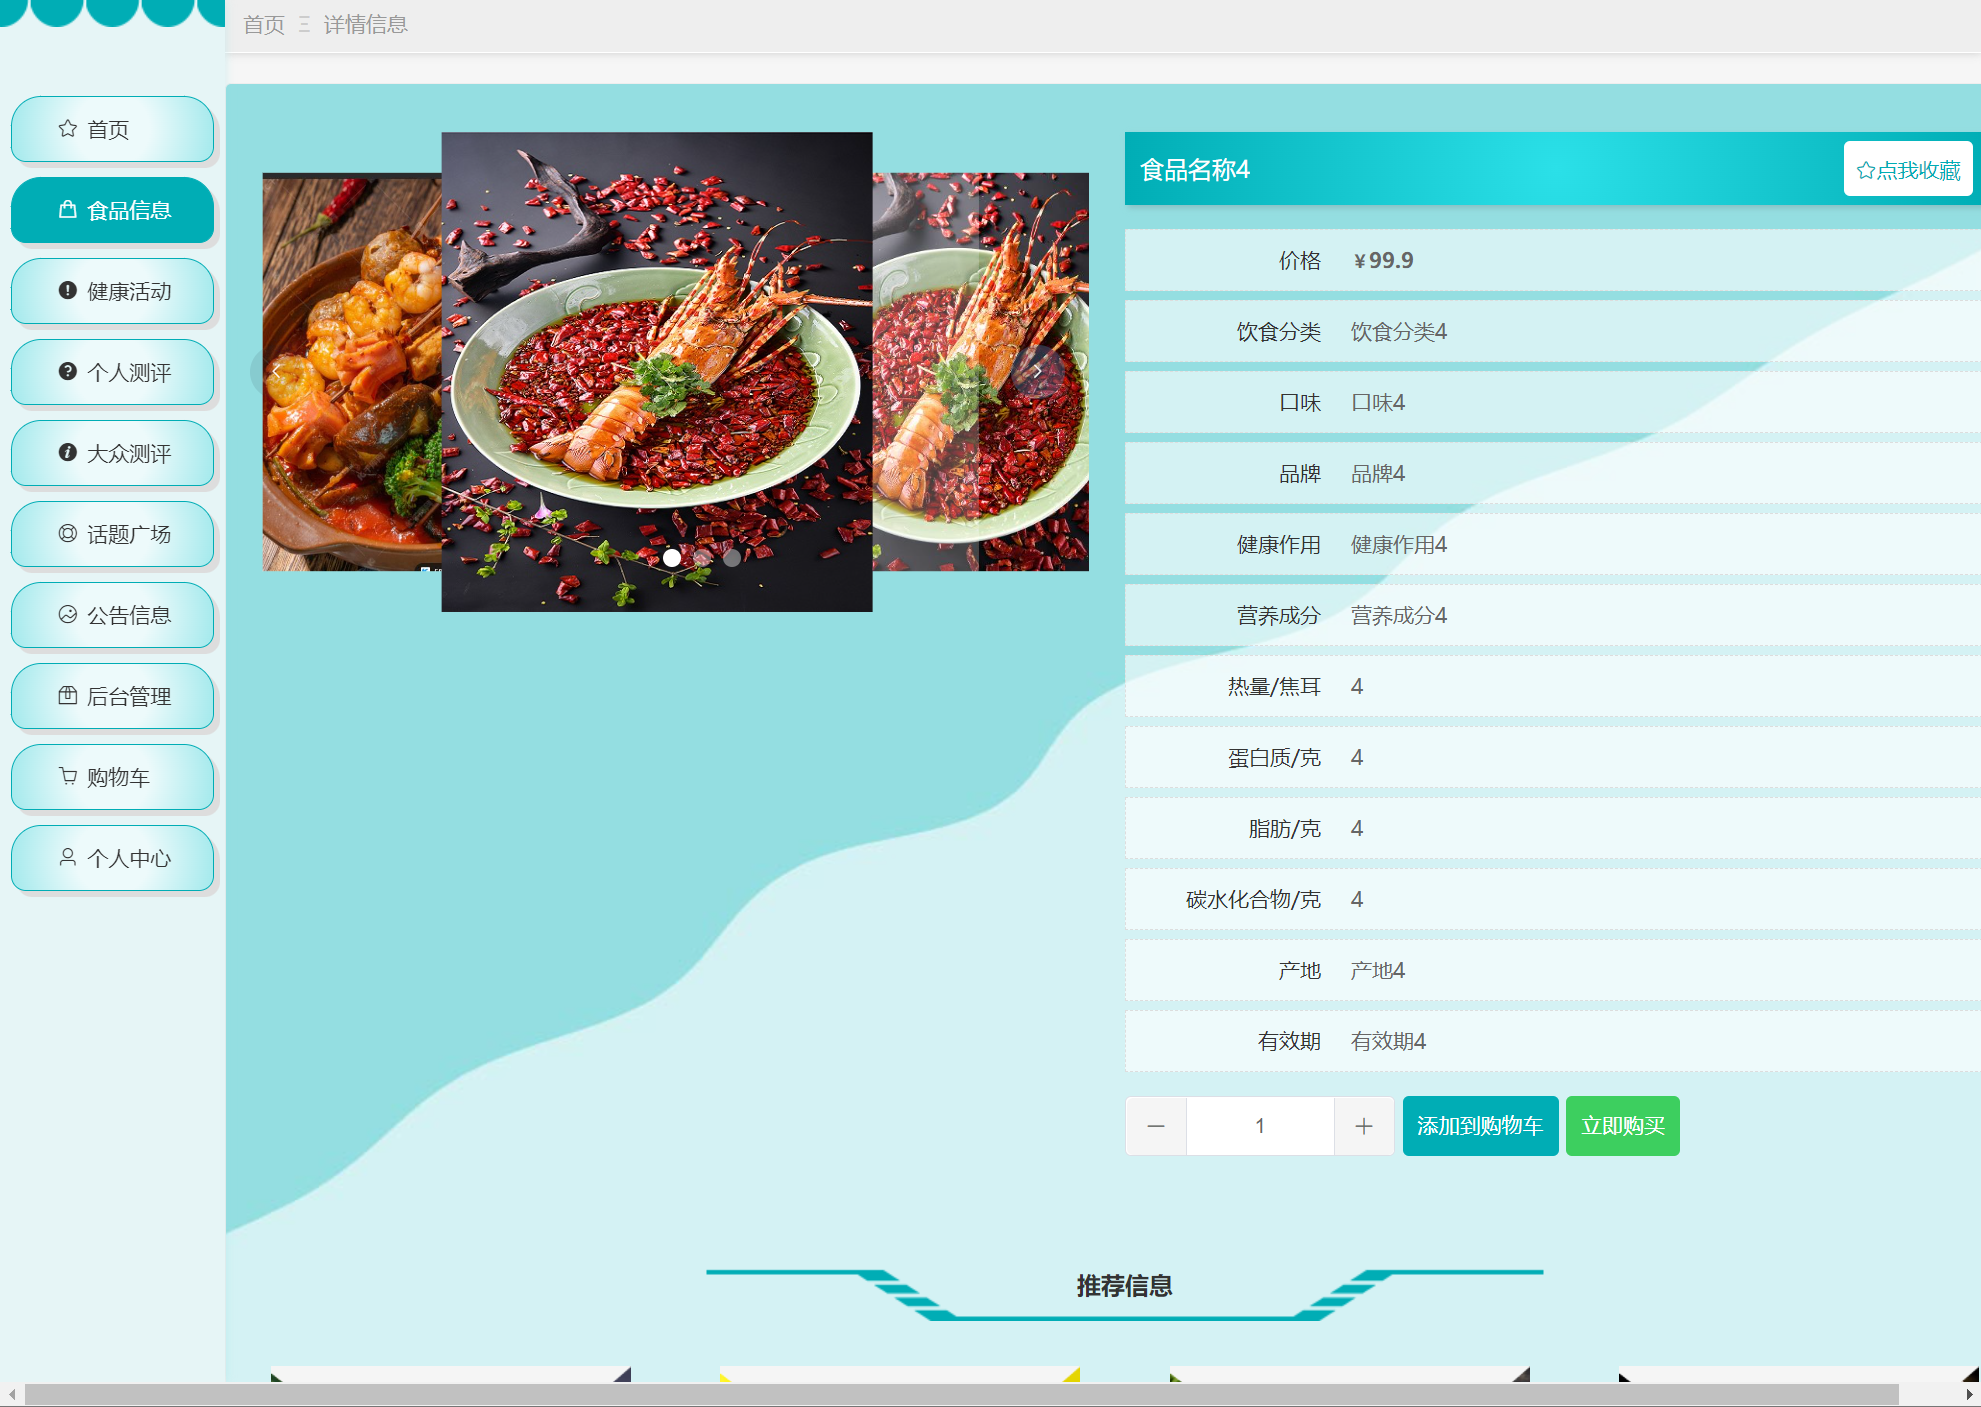 首页 Ξ 详情信息
首页
食品信息
健康活动
个人测评
大众测评
话题广场
公告信息
后台管理
购物车
个人中心
食品名称4
点我收藏
价格 ￥99.9
饮食分类 饮食分类4
口味 口味4
品牌 品牌4
健康作用 健康作用4
营养成分 营养成分4
热量/焦耳 4
蛋白质/克 4
脂肪/克 4
碳水化合物/克 4
产地 产地4
有效期 有效期4
1 添加到购物车 立即购买
推荐信息